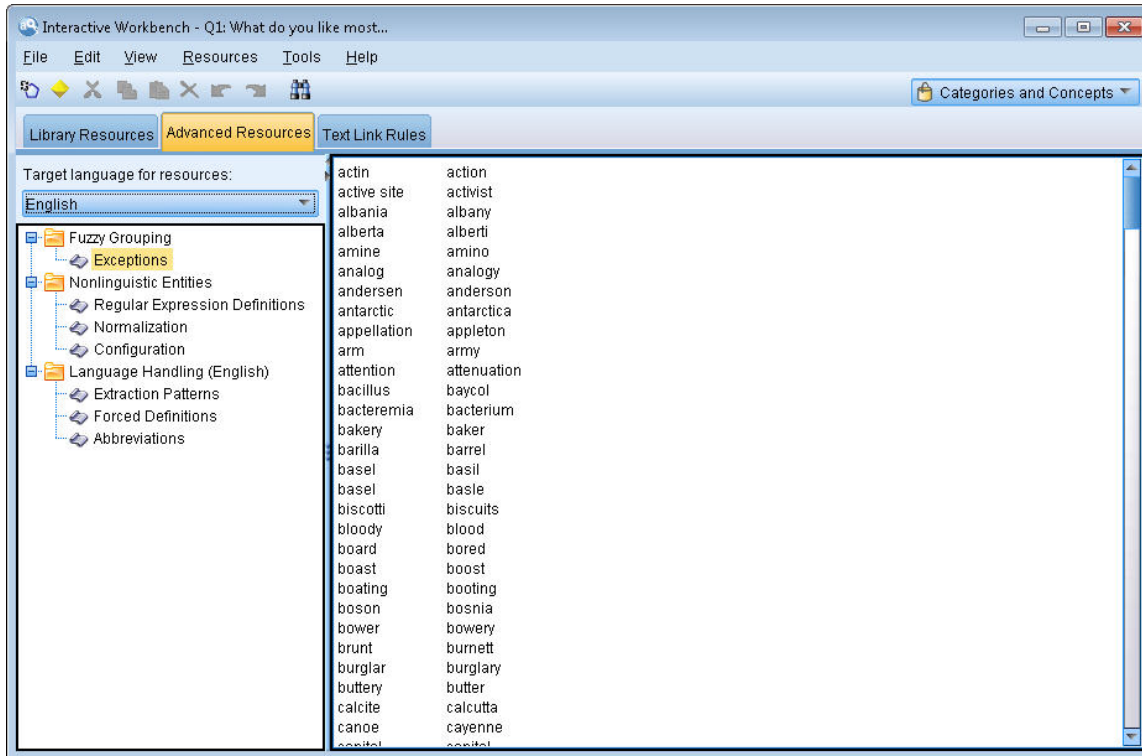 Interactive Workbench - Q1: What do you like most...
File Edit View Resources Tools Help
Categories and Concepts
Library Resources Advanced Resources Text Link Rules
Target language for resources:
English
Fuzzy Grouping
Exceptions
Nonlinguistic Entities
Regular Expression Definitions
Normalization
Configuration
Language Handling (English)
Extraction Patterns
Forced Definitions
Abbreviations
actin action
active site activist
albania albany
alberta alberti
amine amino
analog analogy
andersen anderson
antarctic antarctica
appellation appleton
arm army
attention attenuation
bacillus baycol
bacteremia bacterium
bakery baker
barilla barrel
basel basil
basel basle
biscotti biscuits
bloody blood
board bored
boast boost
boating booting
boson bosnia
bower bowery
brunt burnett
burglar burglary
buttery butter
calcite calcutta
canoe cayenne